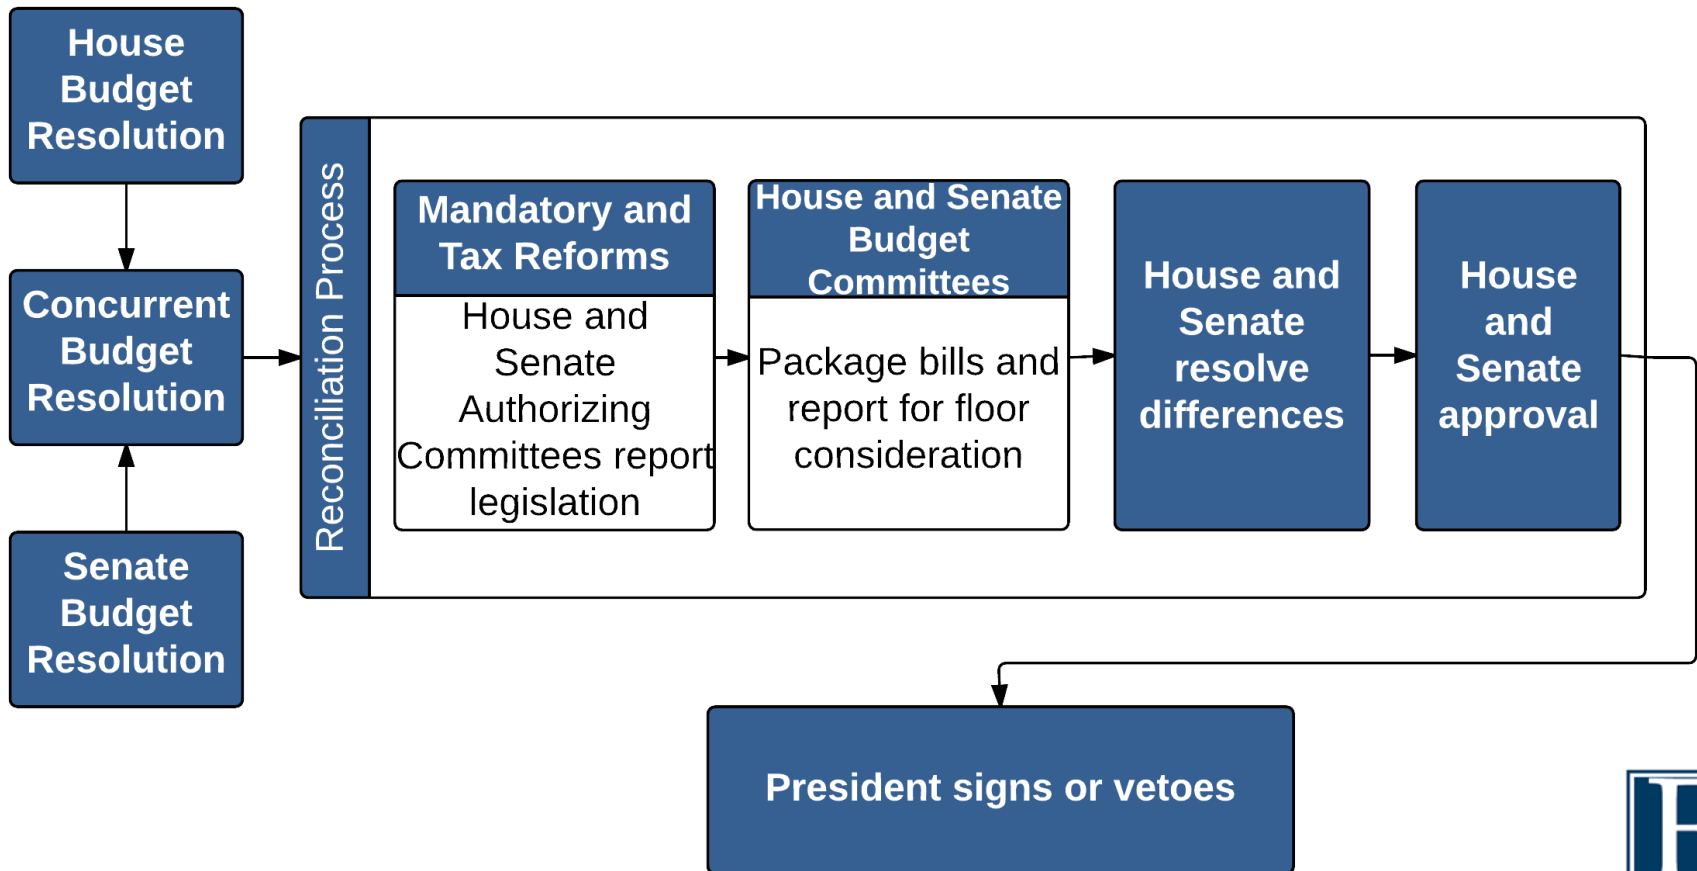 House
Budget
Resolution
Concurrent
Budget
Resolution
Senate
Budget
Resolution
Reconciliation Process
Mandatory and
Tax Reforms
House and
Senate
Authorizing
Committees report
legislation
House and Senate
Budget
Committees
Package bills and
report for floor
consideration
House and
Senate
resolve
differences
House
and
Senate
approval
President signs or vetoes